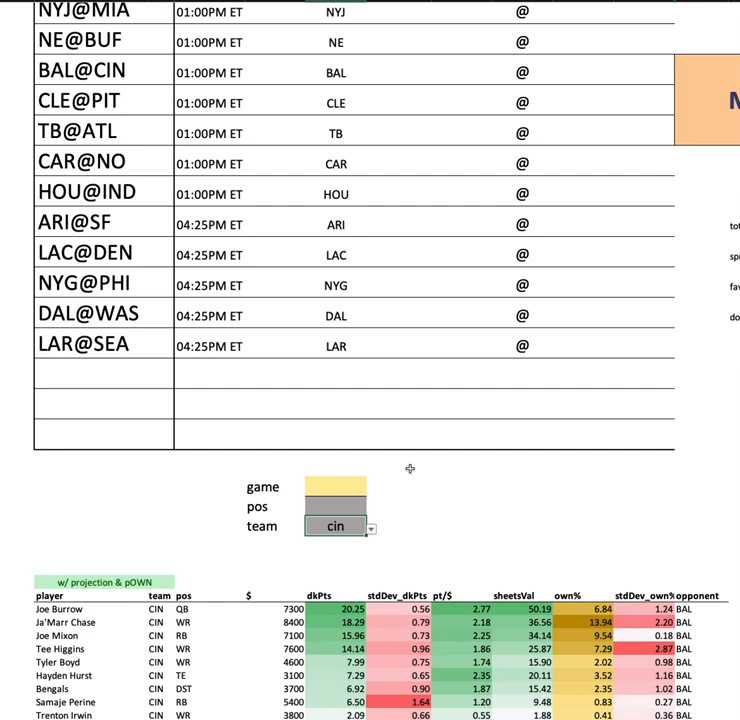 NYJ@MIA 01:00PM ET NYJ @
NE@BUF 01:00PM ET NE @
BAL@CIN 01:00PM ET BAL @
CLE@PIT 01:00PM ET CLE @
TB@ATL 01:00PM ET TB @
CAR@NO 01:00PM ET CAR @
HOU@IND 01:00PM ET HOU @
ARI@SF 04:25PM ET ARI @
LAC@DEN 04:25PM ET LAC @
NYG@PHI 04:25PM ET NYG @
DAL@WAS 04:25PM ET DAL @
LAR@SEA 04:25PM ET LAR @
game
pos
team cin
w/ projection & pOWN
player team pos $ dkPts stdDev_dkPts pt/$ sheetsVal own% stdDev_own% opponent
Joe Burrow CIN QB 7300 20.25 0.56 2.77 50.19 6.84 1.24 BAL
Ja'Marr Chase CIN WR 8400 18.29 0.79 2.18 36.56 13.94 2.20 BAL
Joe Mixon CIN RB 7100 15.96 0.73 2.25 34.14 9.54 0.18 BAL
Tee Higgins CIN WR 7600 14.14 0.96 1.86 25.87 7.29 2.87 BAL
Tyler Boyd CIN WR 4600 7.99 0.75 1.74 15.90 2.02 0.98 BAL
Hayden Hurst CIN TE 3100 7.29 0.65 2.35 20.11 3.52 1.16 BAL
Bengals CIN DST 3700 6.92 0.90 1.87 15.42 2.35 1.02 BAL
Samaje Perine CIN RB 5400 6.50 1.64 1.20 9.48 0.83 0.27 BAL
Trenton Irwin CIN WR 3800 2.09 0.66 0.55 1.88 0.41 0.36 BAL